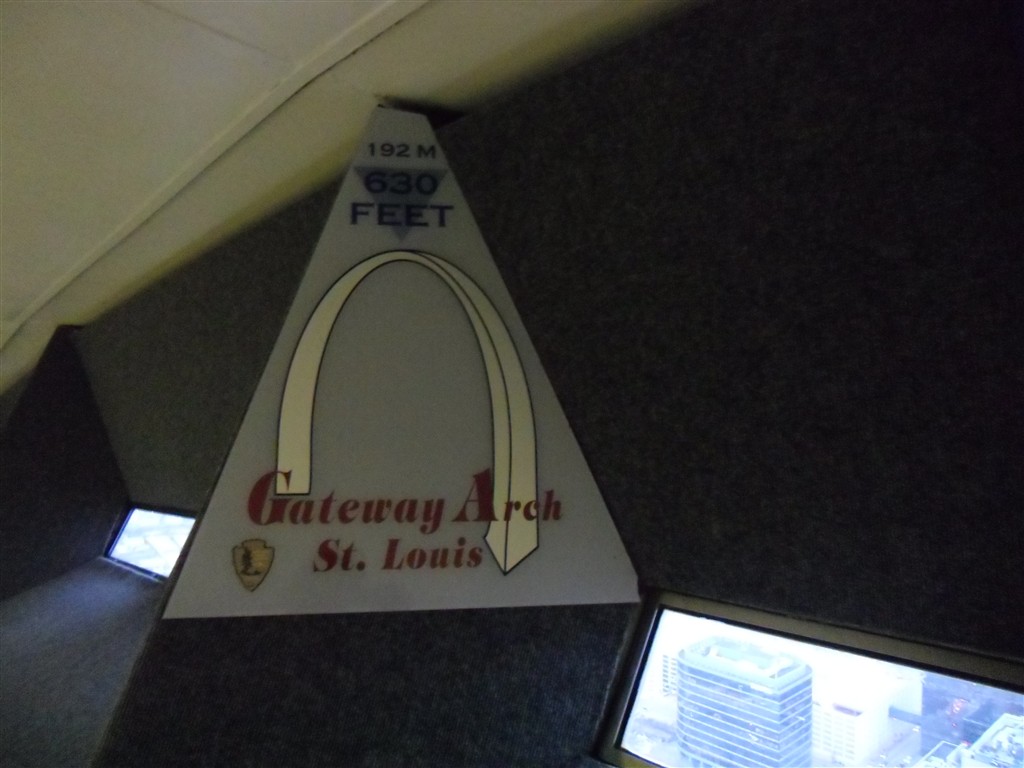 192 M
630
FEET
Gateway Arch
St. Louis